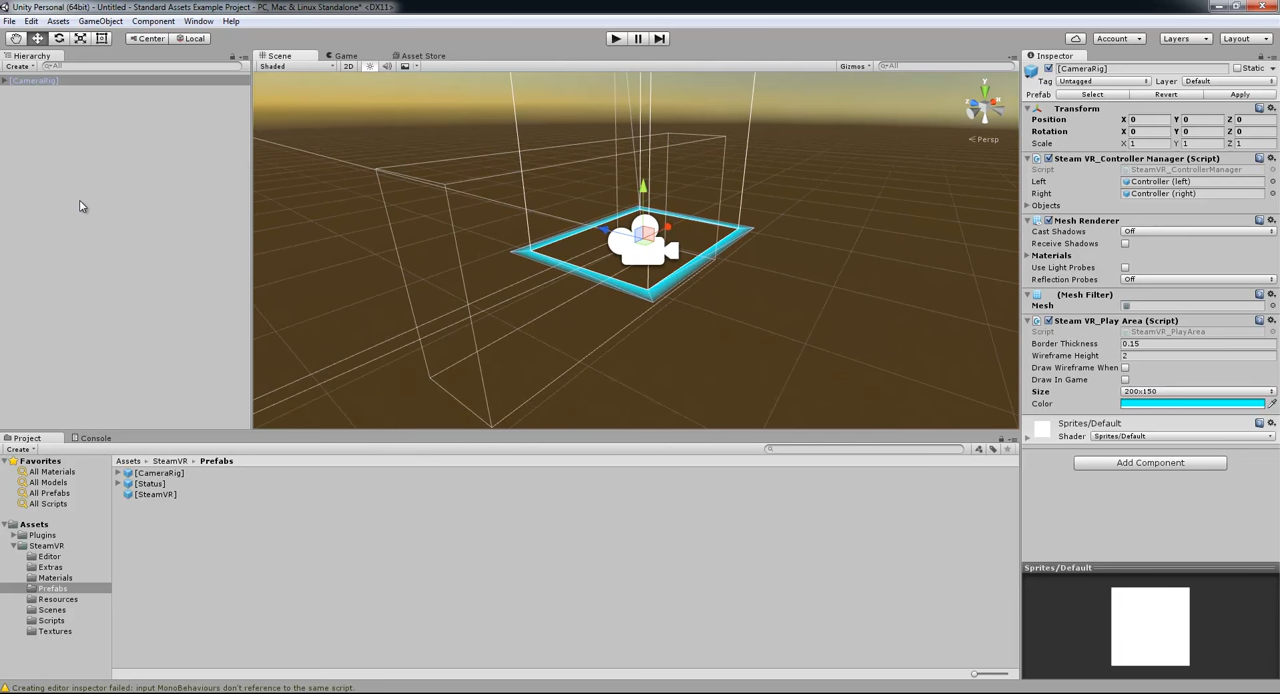 Unity Personal (64bit) - Untitled - Standard Assets Example Project - PC, Mac & Linux Standalone* <DX11>
File Edit Assets GameObject Component Window Help
Center Local Account Layers Layout
Hierarchy
Create All
[CameraRig]
Scene Game Asset Store
Shaded 2D Gizmos All
y
x
z
Persp
Inspector
[CameraRig] Static
Tag Untagged Layer Default
Prefab Select Revert Apply
Transform
Position X 0 Y 0 Z 0
Rotation X 0 Y 0 Z 0
Scale X 1 Y 1 Z 1
Steam VR_Controller Manager (Script)
Script SteamVR_ControllerManager
Left Controller (left)
Right Controller (right)
Objects
Mesh Renderer
Cast Shadows Off
Receive Shadows
Materials
Use Light Probes
Reflection Probes Off
(Mesh Filter)
Mesh
Steam VR_Play Area (Script)
Script SteamVR_PlayArea
Border Thickness 0.15
Wireframe Height 2
Draw Wireframe When
Draw In Game
Size 200x150
Color
Sprites/Default
Shader Sprites/Default
Add Component
Sprites/Default
Project Console
Create
Favorites
All Materials
All Models
All Prefabs
All Scripts
Assets
Plugins
SteamVR
Editor
Extras
Materials
Prefabs
Resources
Scenes
Scripts
Textures
Assets SteamVR Prefabs
[CameraRig]
[Status]
[SteamVR]
Creating editor inspector failed: input MonoBehaviours don't reference to the same script.